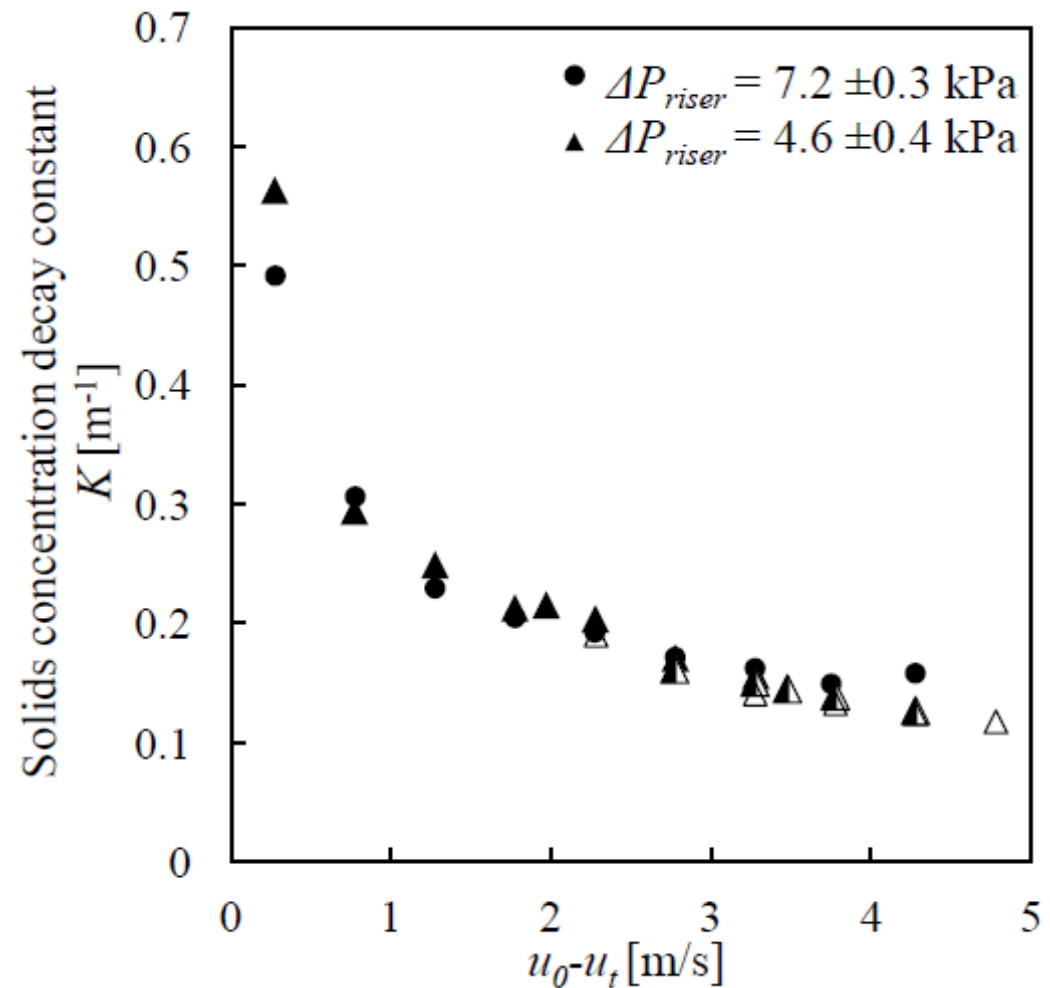 Solids concentration decay constant
K [m⁻¹]
0.7
0.6
0.5
0.4
0.3
0.2
0.1
0
ΔP_riser = 7.2 ±0.3 kPa
ΔP_riser = 4.6 ±0.4 kPa
0 1 2 3 4 5
u₀-uₜ [m/s]